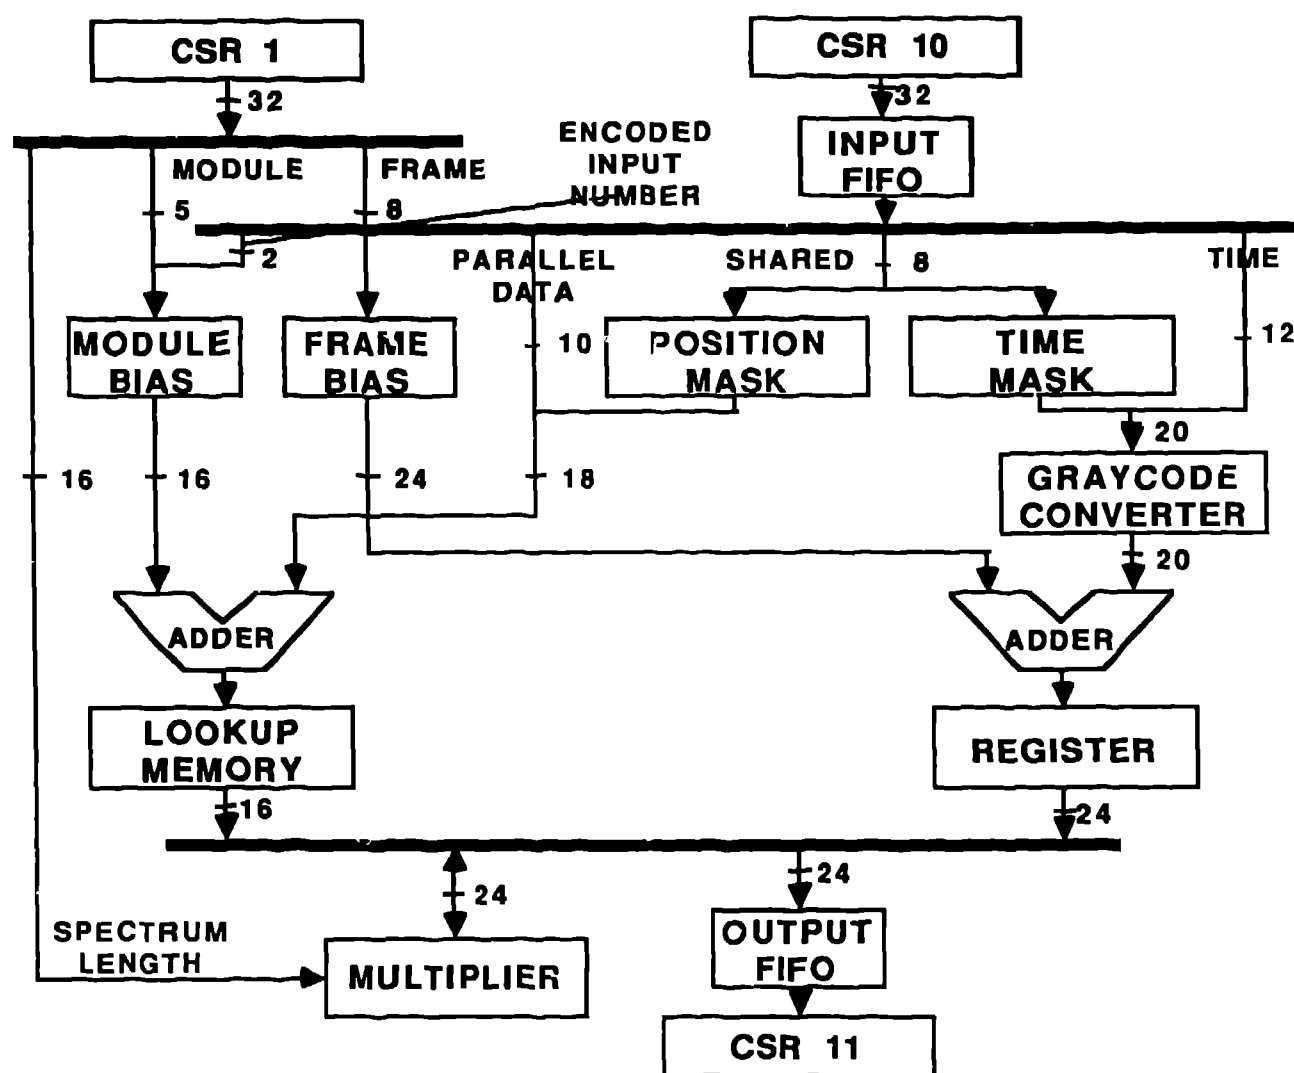 CSR 1
CSR 10
32
32
ENCODED
INPUT
NUMBER
INPUT
FIFO
MODULE
FRAME
5
8
2
PARALLEL
DATA
SHARED
8
TIME
MODULE
BIAS
FRAME
BIAS
10
POSITION
MASK
TIME
MASK
12
20
16
16
24
18
GRAYCODE
CONVERTER
20
ADDER
ADDER
LOOKUP
MEMORY
REGISTER
16
24
24
24
SPECTRUM
LENGTH
MULTIPLIER
OUTPUT
FIFO
CSR 11